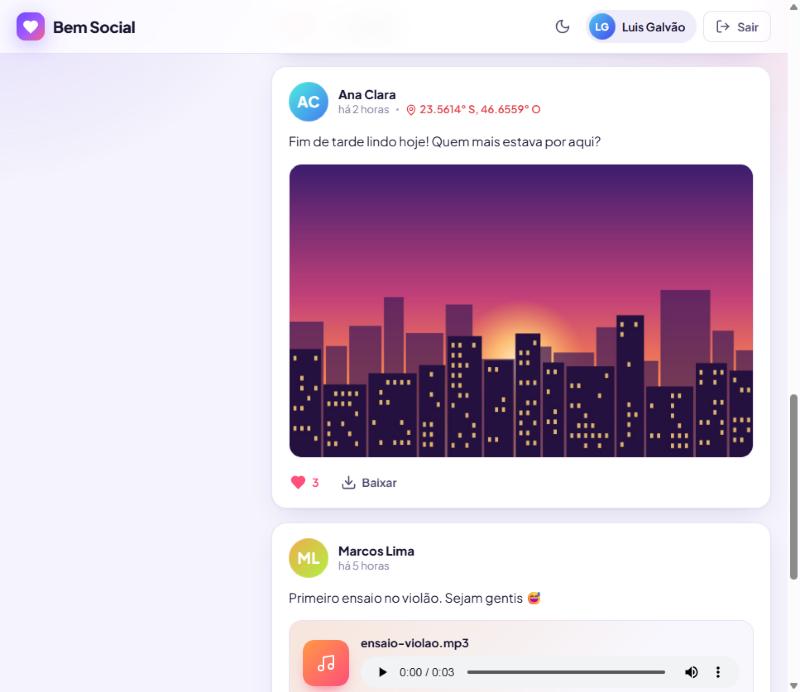 Bem Social
LG Luis Galvão
Sair
AC Ana Clara
há 2 horas • 23.5614° S, 46.6559° O
Fim de tarde lindo hoje! Quem mais estava por aqui?
3 Baixar
ML Marcos Lima
há 5 horas
Primeiro ensaio no violão. Sejam gentis 😅
ensaio-violao.mp3
0:00 / 0:03